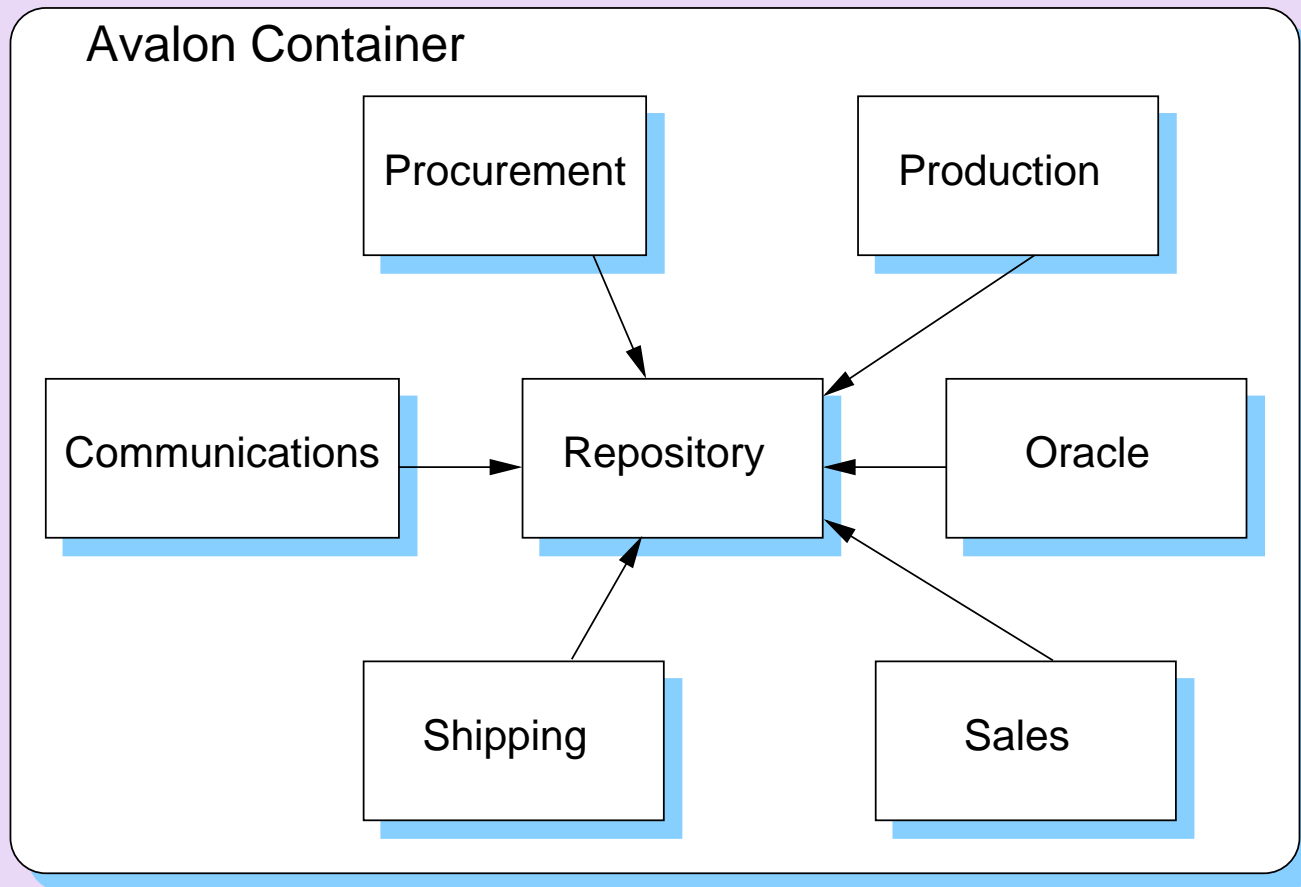 Avalon Container
Procurement
Production
Communications
Repository
Oracle
Shipping
Sales